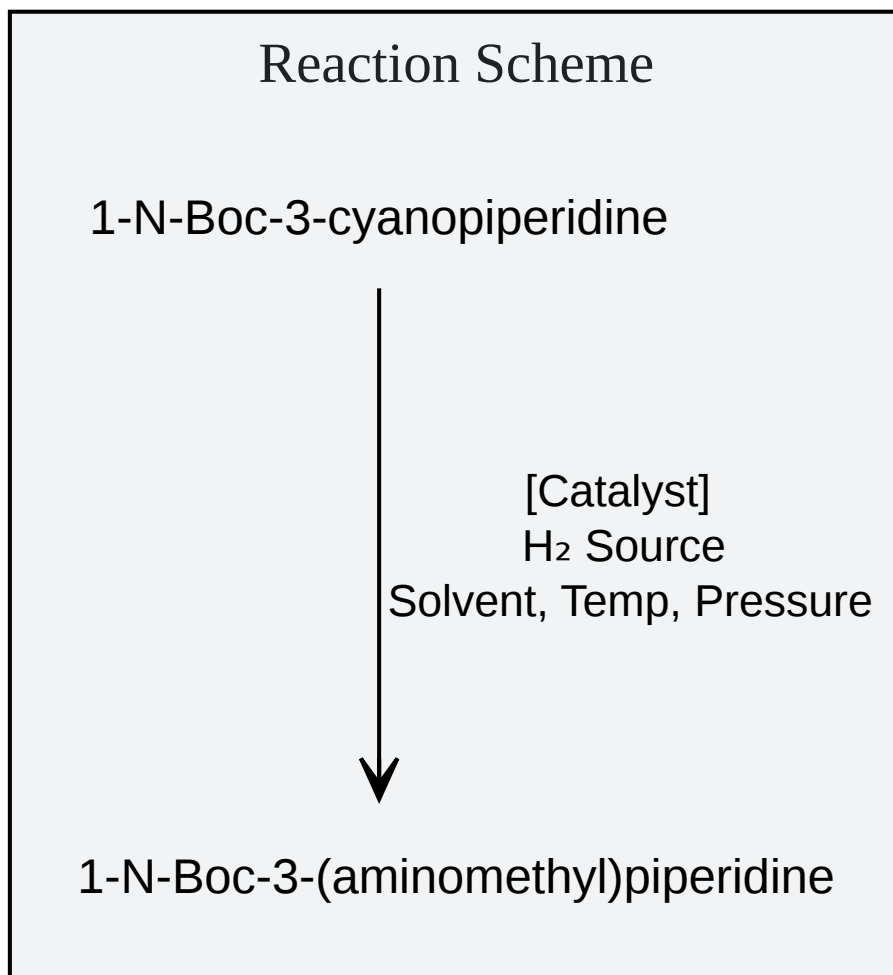 Reaction Scheme
1-N-Boc-3-cyanopiperidine
[Catalyst]
H₂ Source
Solvent, Temp, Pressure
1-N-Boc-3-(aminomethyl)piperidine